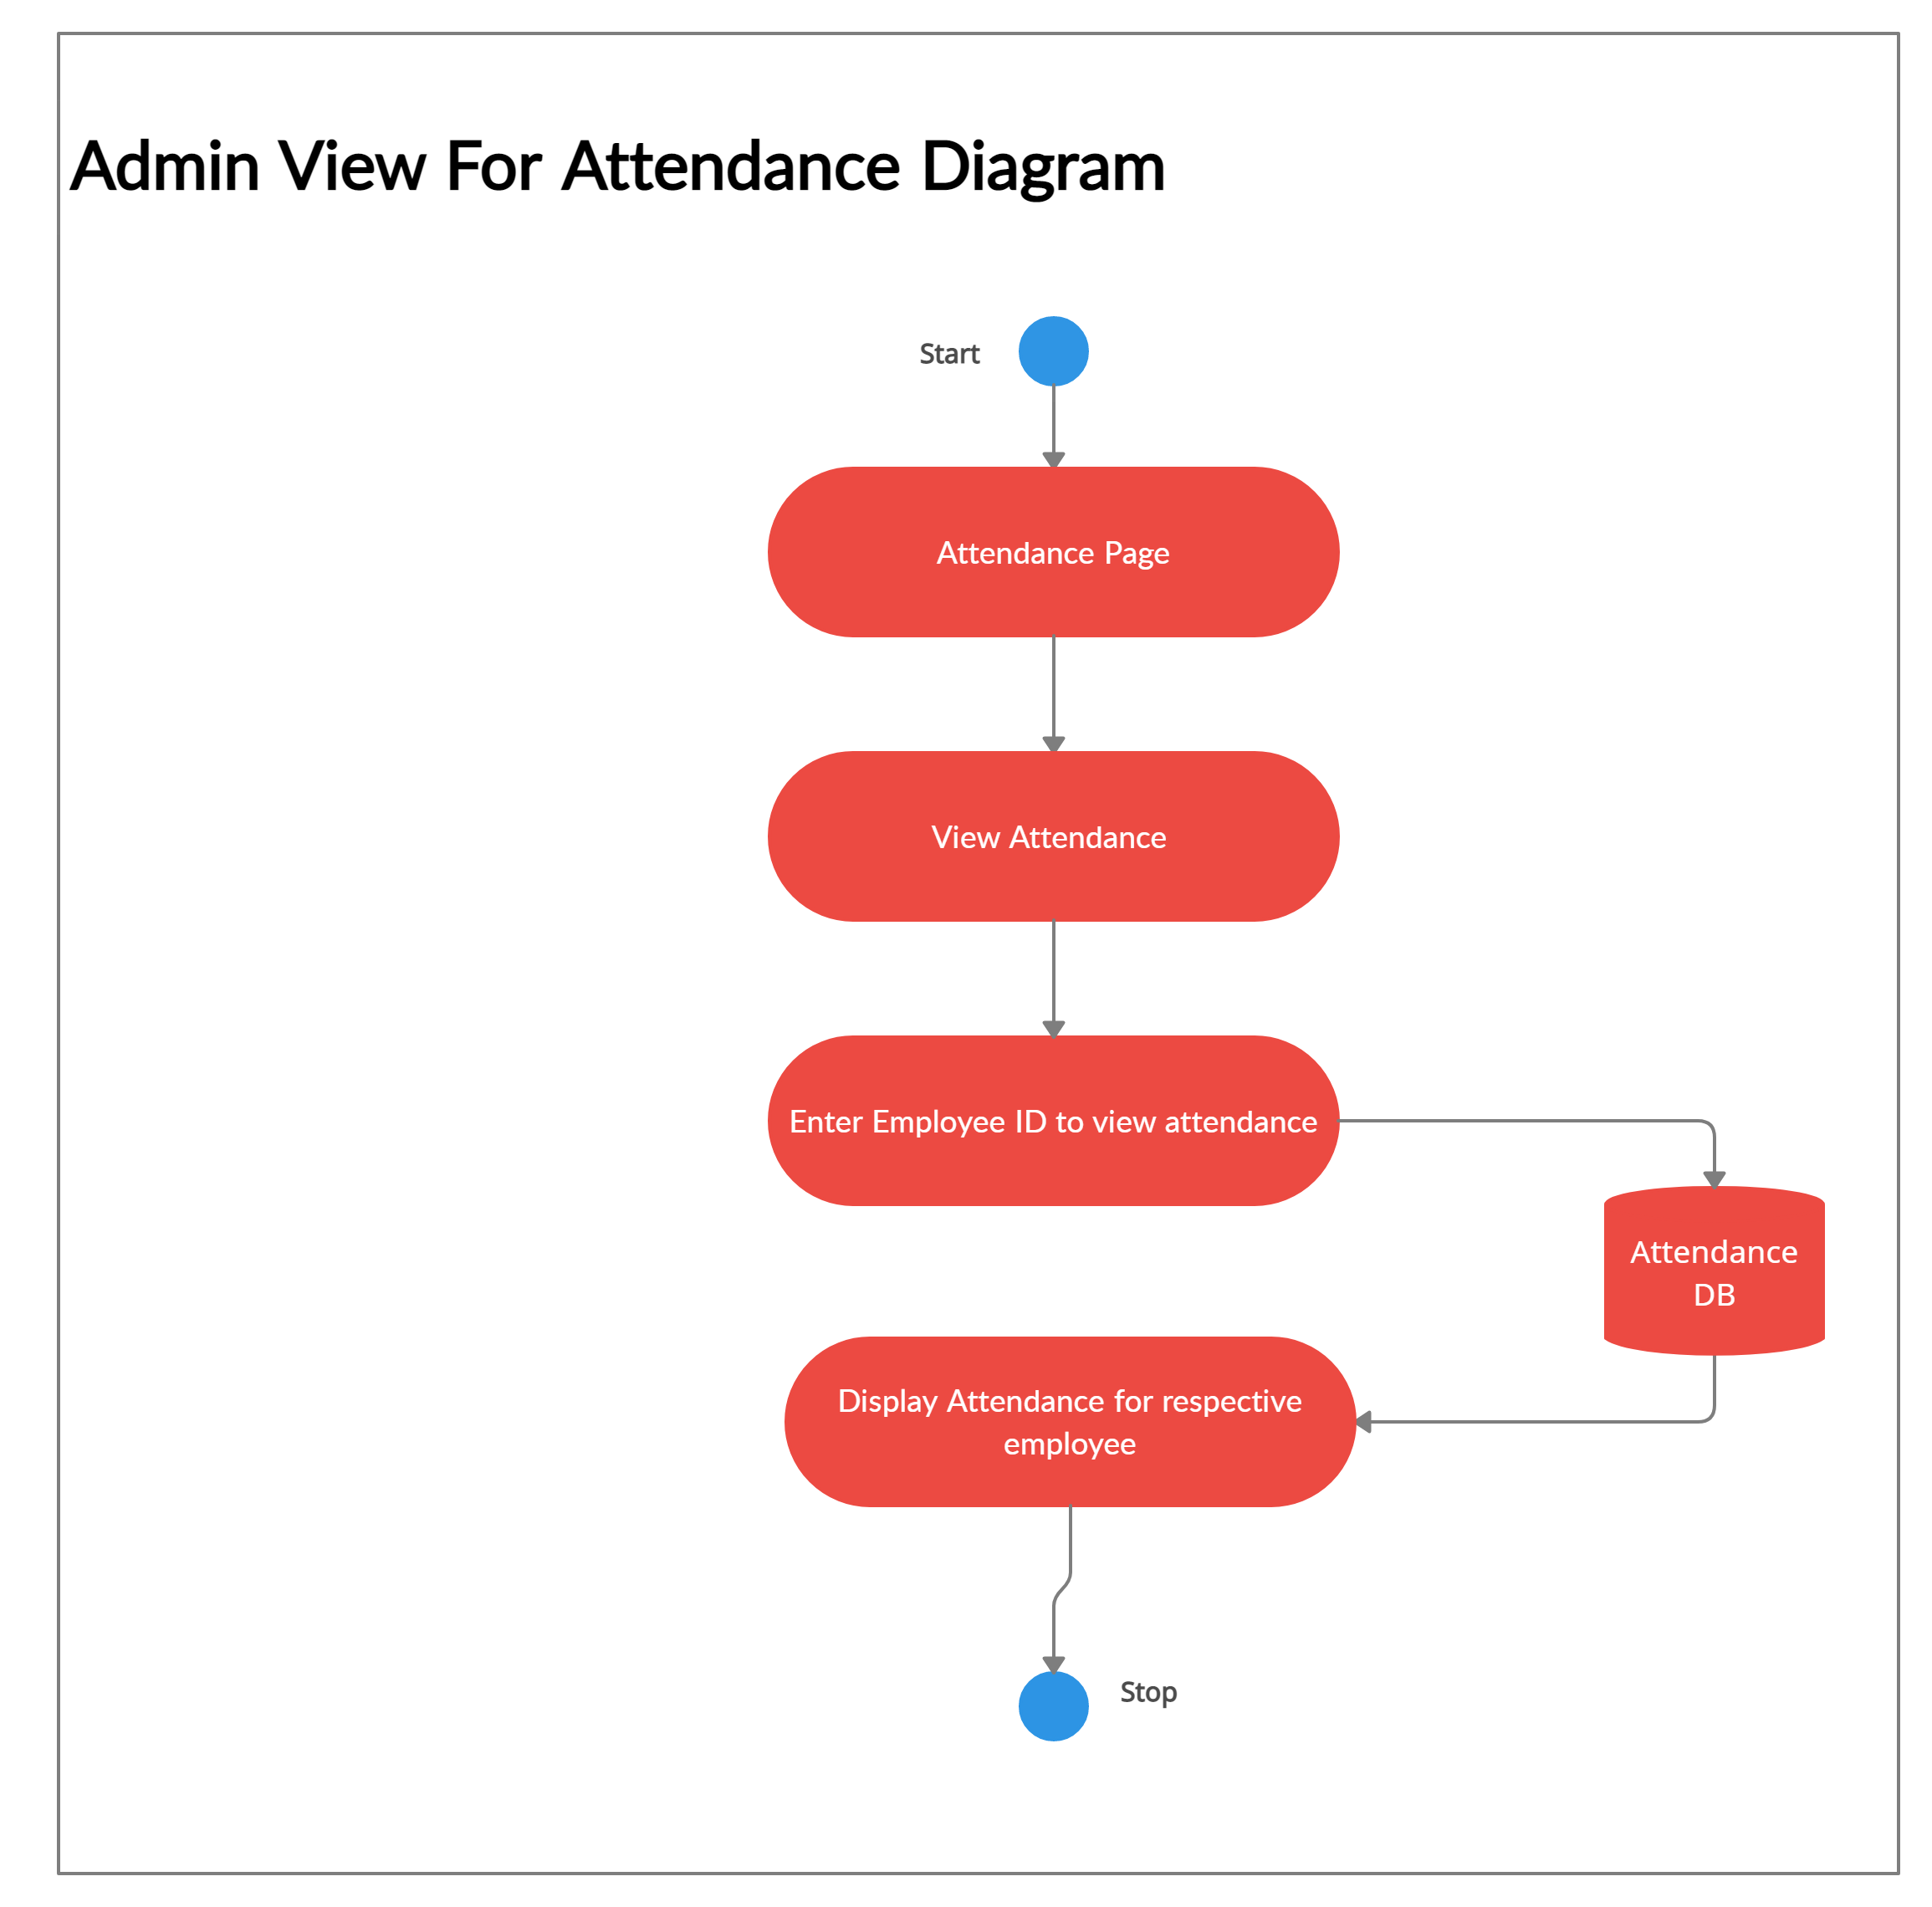 Admin View For Attendance Diagram
Start
Attendance Page
View Attendance
Enter Employee ID to view attendance
Attendance
DB
Display Attendance for respective
employee
Stop